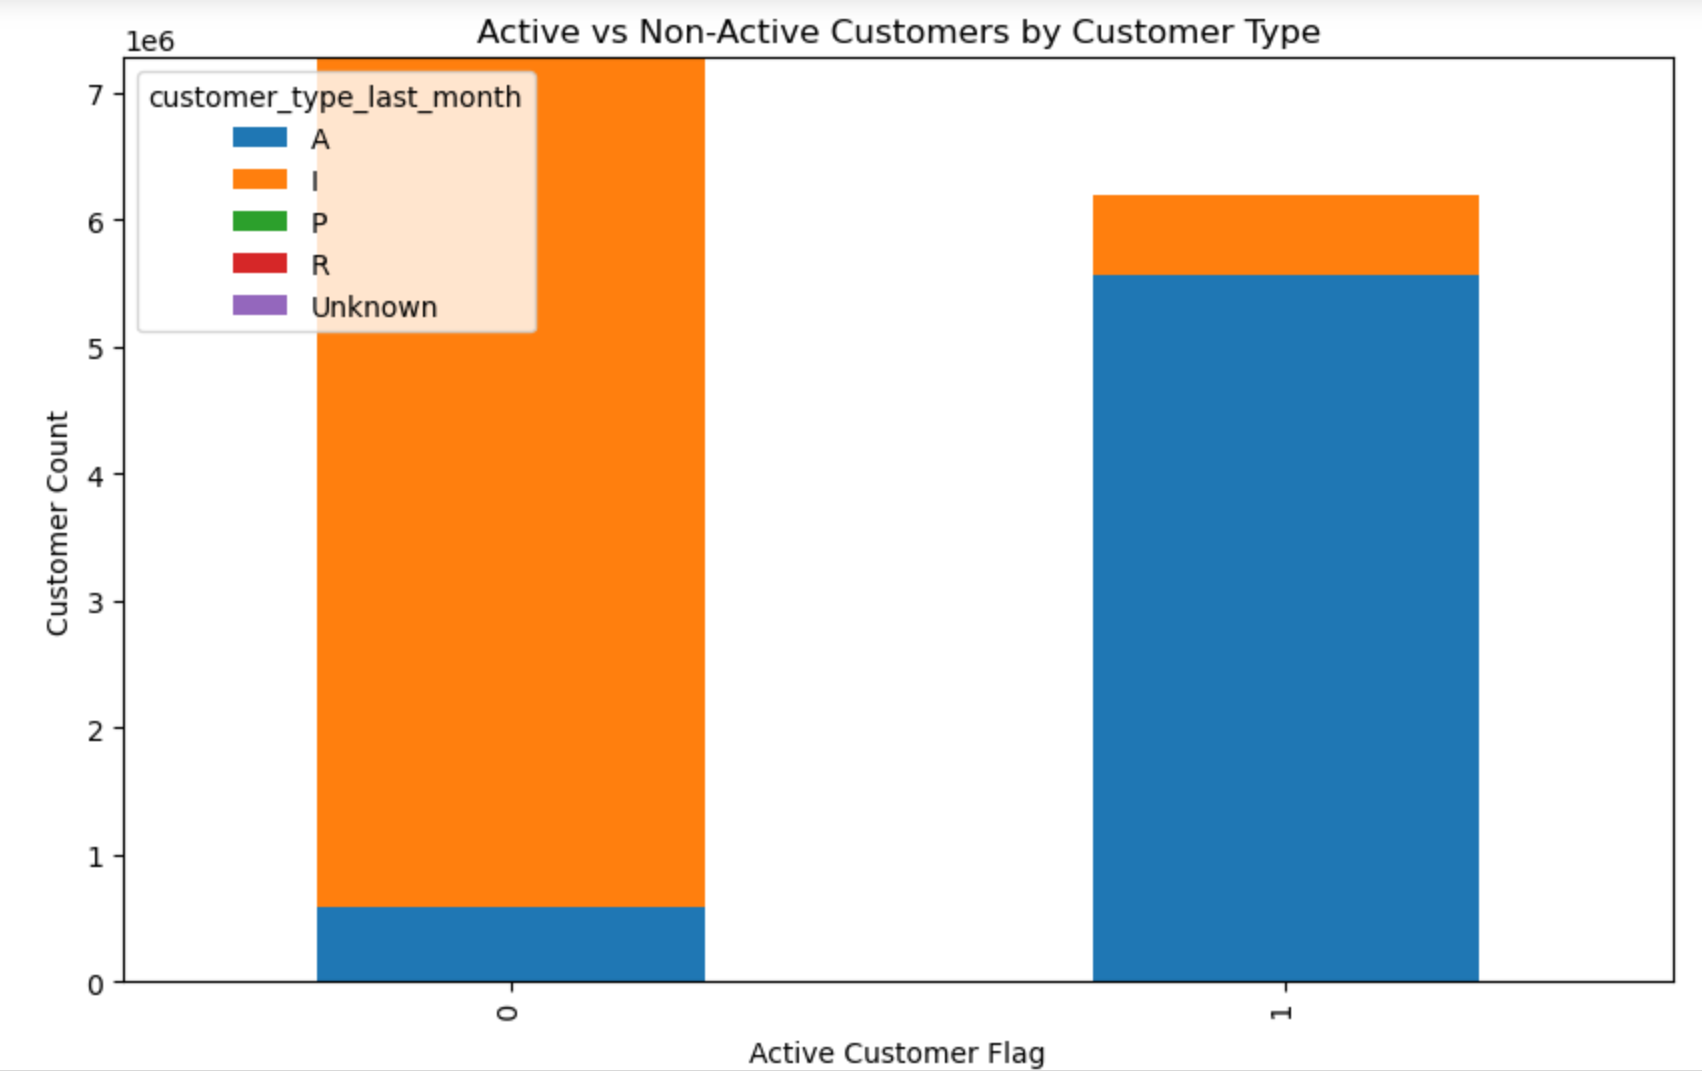 Active vs Non-Active Customers by Customer Type
1e6
customer_type_last_month
A
I
P
R
Unknown
7
6
5
4
3
2
1
0
Customer Count
0
1
Active Customer Flag